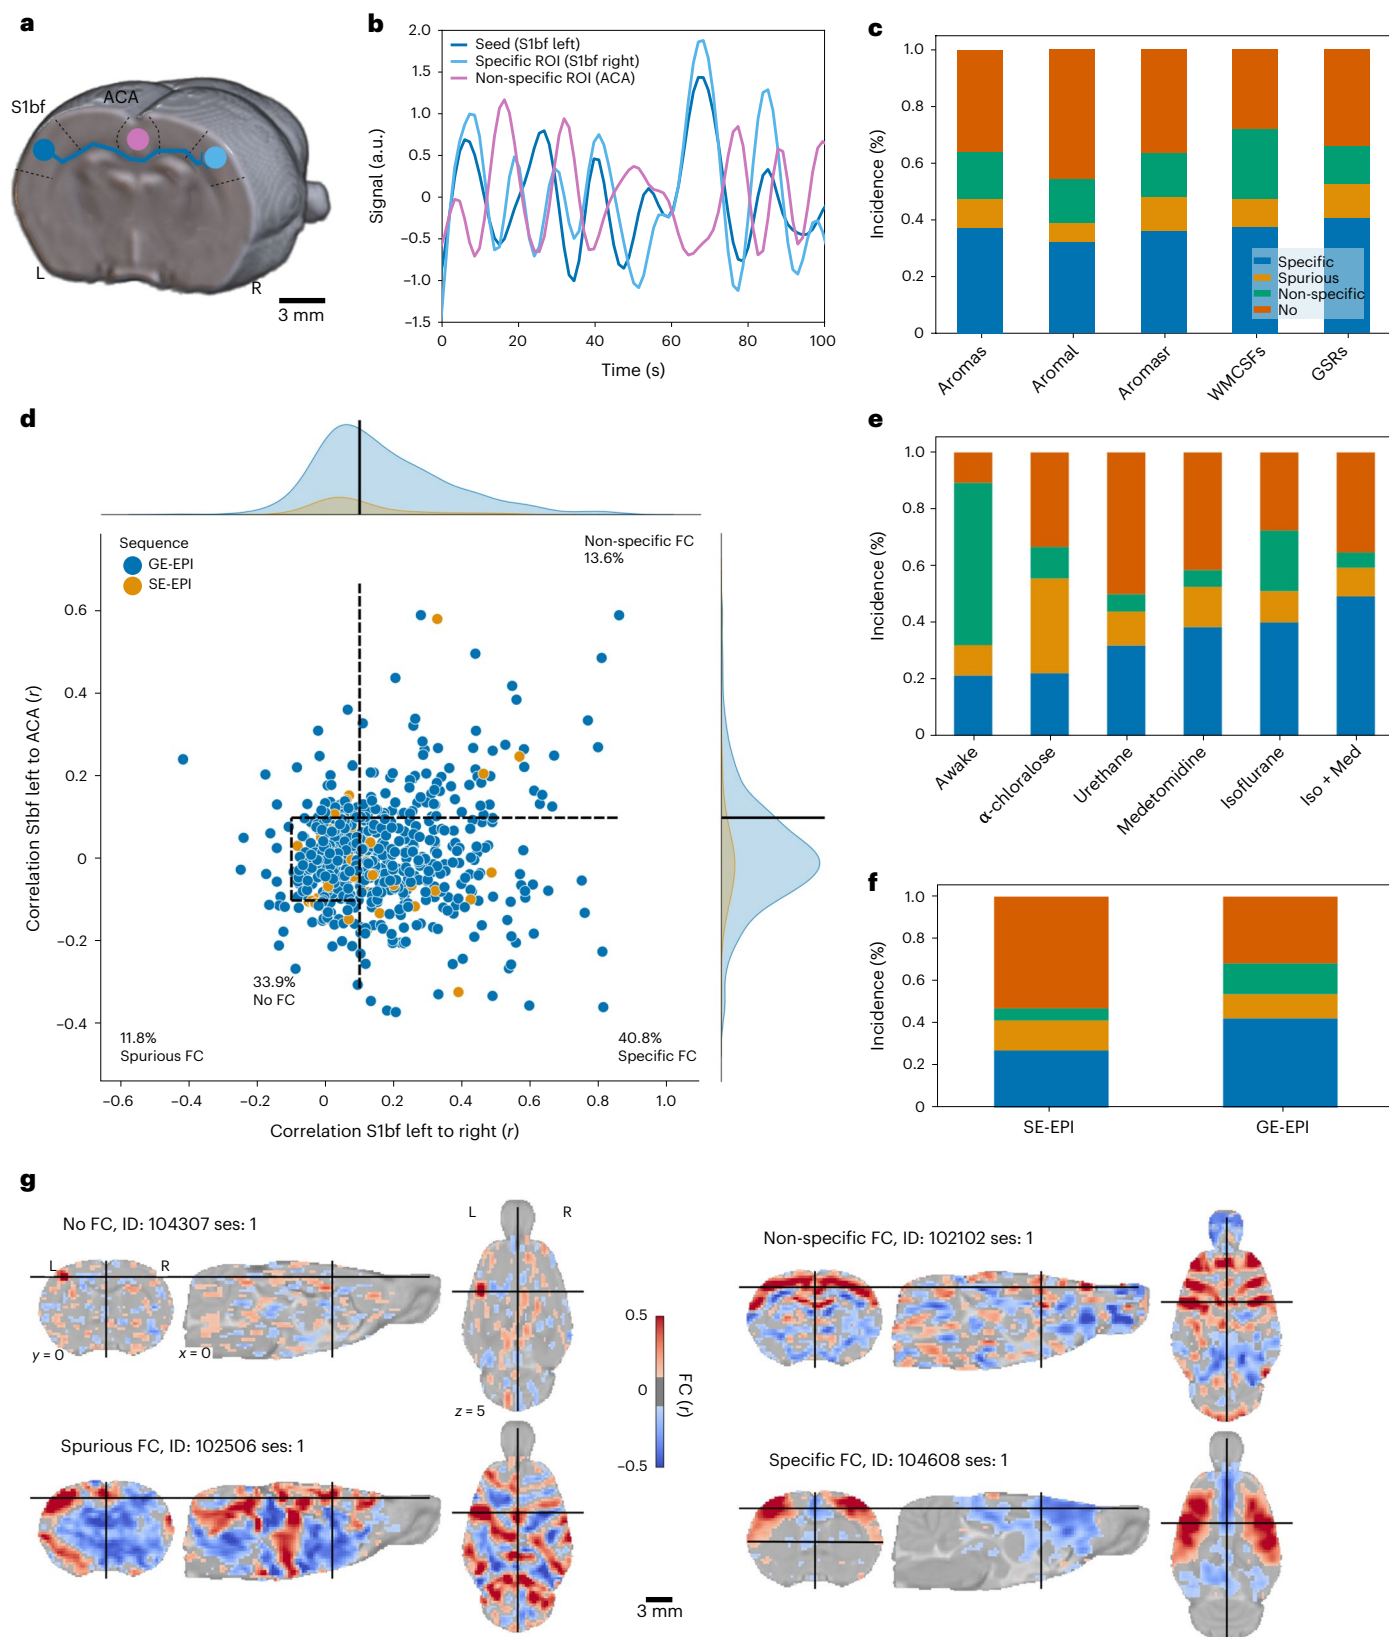 a
S1bf
ACA
L
R
3 mm
b
Signal (a.u.)
2.0
1.5
1.0
0.5
0
−0.5
−1.0
−1.5
Seed (S1bf left)
Specific ROI (S1bf right)
Non-specific ROI (ACA)
0 20 40 60 80 100
Time (s)
c
Incidence (%)
1.0
0.8
0.6
0.4
0.2
0
Specific
Spurious
Non-specific
No
Aromas
Aromal
Aromasr
WMCSFs
GSRs
d
Sequence
GE-EPI
SE-EPI
Non-specific FC
13.6%
Correlation S1bf left to ACA (r)
0.6
0.4
0.2
0
−0.2
−0.4
33.9%
No FC
11.8%
Spurious FC
40.8%
Specific FC
−0.6 −0.4 −0.2 0 0.2 0.4 0.6 0.8 1.0
Correlation S1bf left to right (r)
e
Incidence (%)
1.0
0.8
0.6
0.4
0.2
0
Awake
α-chloralose
Urethane
Medetomidine
Isoflurane
Iso + Med
f
Incidence (%)
1.0
0.8
0.6
0.4
0.2
0
SE-EPI GE-EPI
g
No FC, ID: 104307 ses: 1
L R
L R
y = 0
x = 0
z = 5
0.5
0
−0.5
FC (r)
Non-specific FC, ID: 102102 ses: 1
Spurious FC, ID: 102506 ses: 1
Specific FC, ID: 104608 ses: 1
3 mm